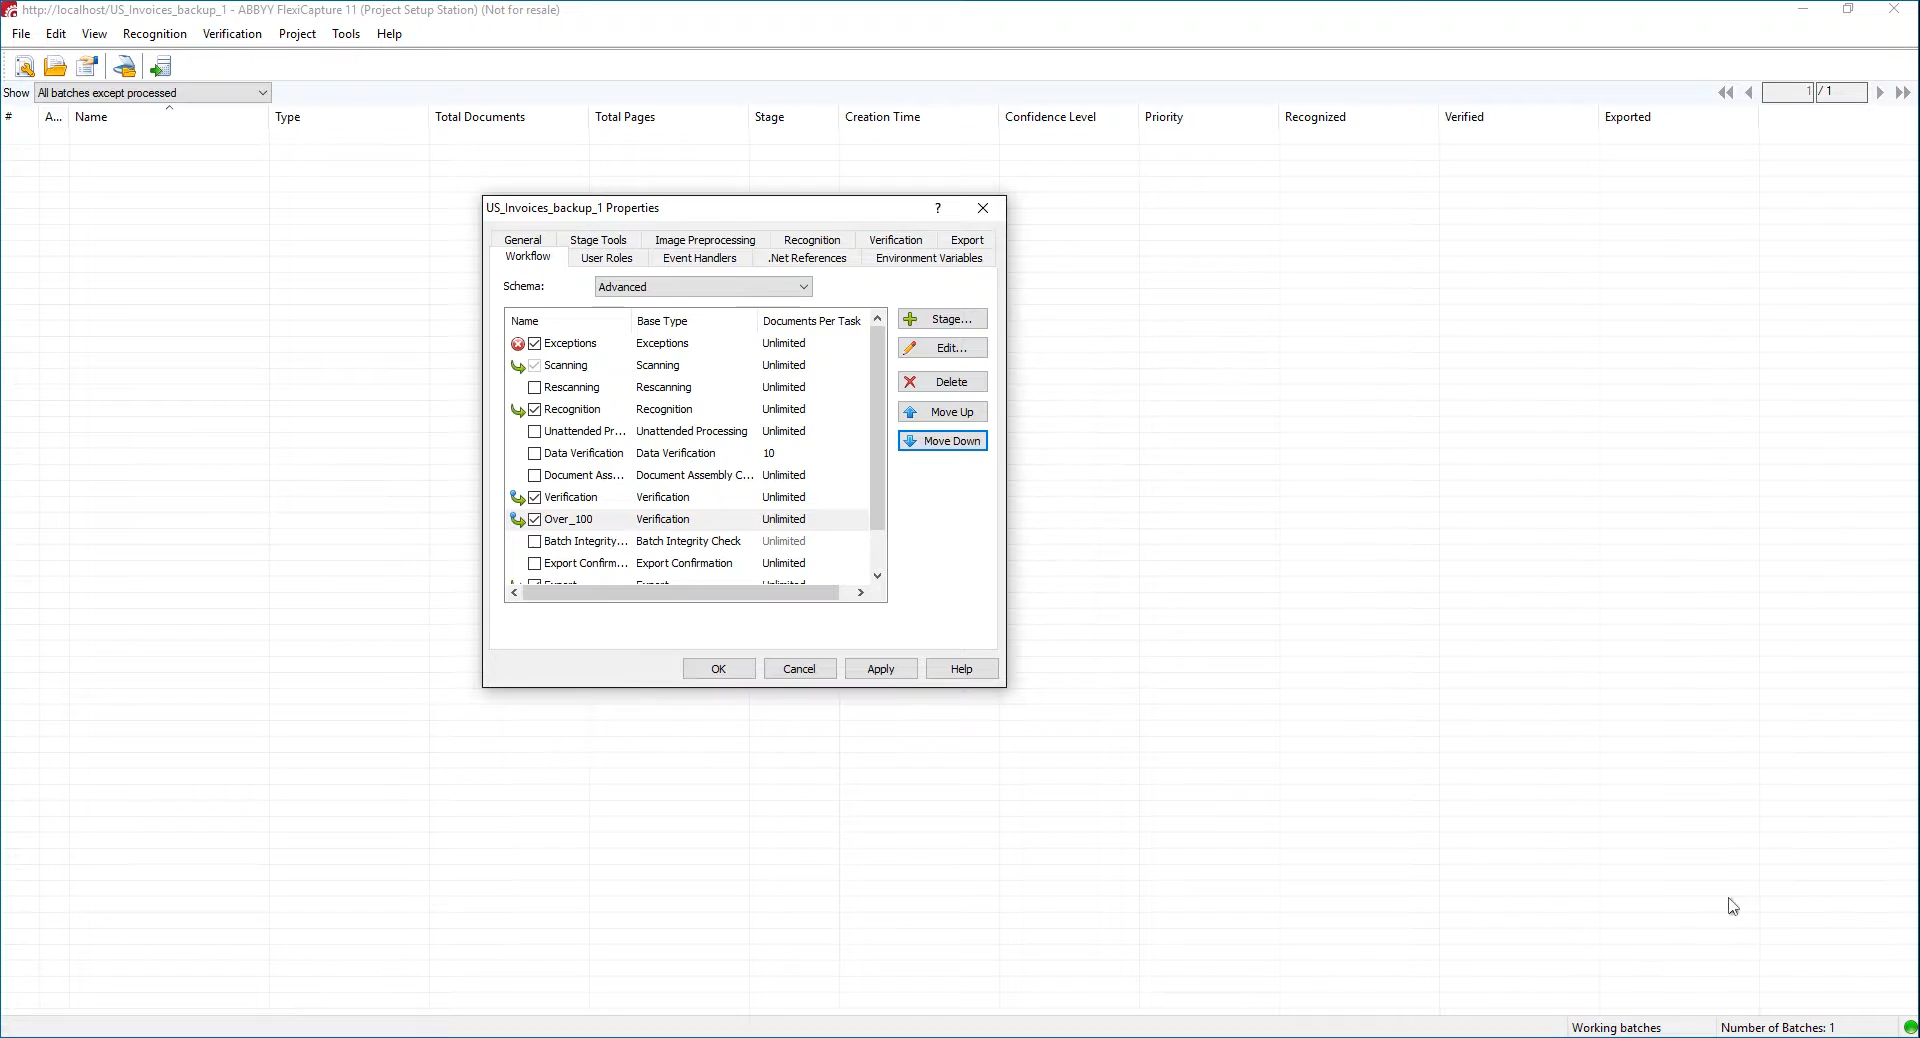 http://localhost/US_Invoices_backup_1 - ABBYY FlexiCapture 11 (Project Setup Station) (Not for resale)
File Edit View Recognition Verification Project Tools Help
Show All batches except processed 1 / 1
# A... Name Type Total Documents Total Pages Stage Creation Time Confidence Level Priority Recognized Verified Exported
US_Invoices_backup_1 Properties ?
General Stage Tools Image Preprocessing Recognition Verification Export
Workflow User Roles Event Handlers .Net References Environment Variables
Schema: Advanced
Name Base Type Documents Per Task Stage...
Exceptions Exceptions Unlimited Edit...
Scanning Scanning Unlimited
Rescanning Rescanning Unlimited Delete
Recognition Recognition Unlimited Move Up
Unattended Pr... Unattended Processing Unlimited Move Down
Data Verification Data Verification 10
Document Ass... Document Assembly C... Unlimited
Verification Verification Unlimited
Over_100 Verification Unlimited
Batch Integrity... Batch Integrity Check Unlimited
Export Confirm... Export Confirmation Unlimited
Export Export Unlimited
OK Cancel Apply Help
Working batches Number of Batches: 1